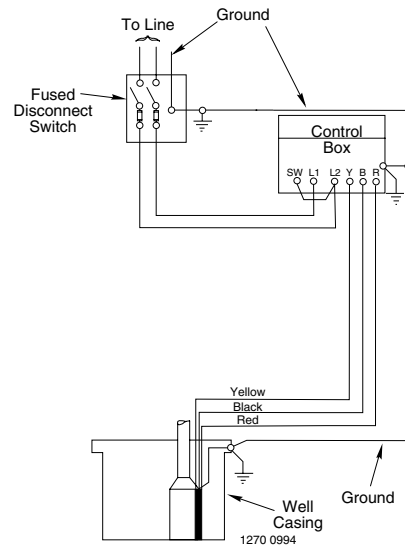 To Line
Ground
Fused
Disconnect
Switch
Control
Box
SW L1 L2 Y B R
Yellow
Black
Red
Well
Casing
Ground
1270 0994